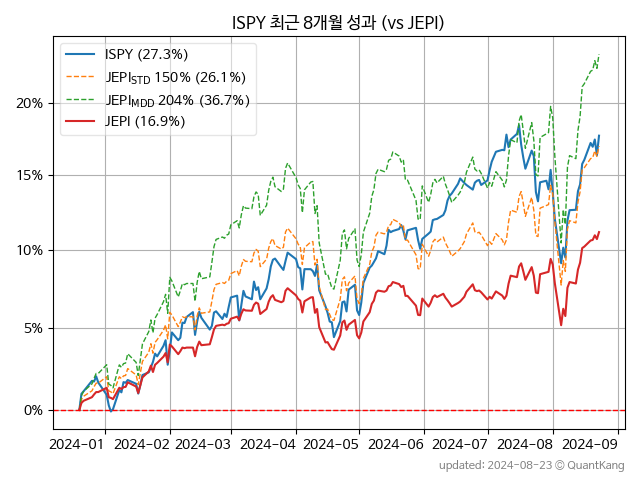 ISPY 최근 8개월 성과 (vs JEPI)
ISPY (27.3%)
JEPI_STD 150% (26.1%)
JEPI_MDD 204% (36.7%)
JEPI (16.9%)
20%
15%
10%
5%
0%
2024-01 2024-02 2024-03 2024-04 2024-05 2024-06 2024-07 2024-08 2024-09
updated: 2024-08-23 © QuantKang